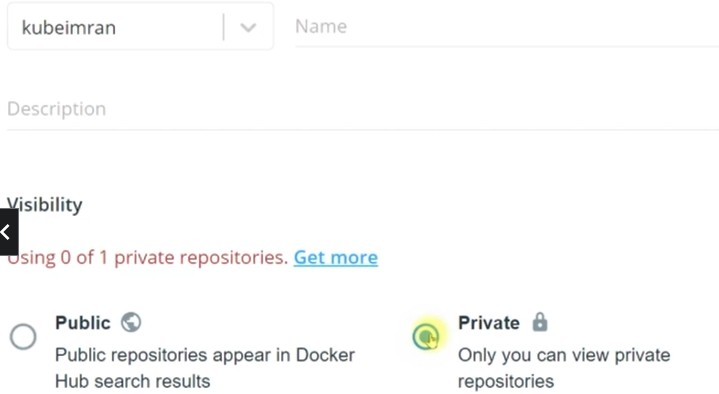 kubeimran
Name
Description
Visibility
Using 0 of 1 private repositories. Get more
Public
Public repositories appear in Docker
Hub search results
Private
Only you can view private
repositories